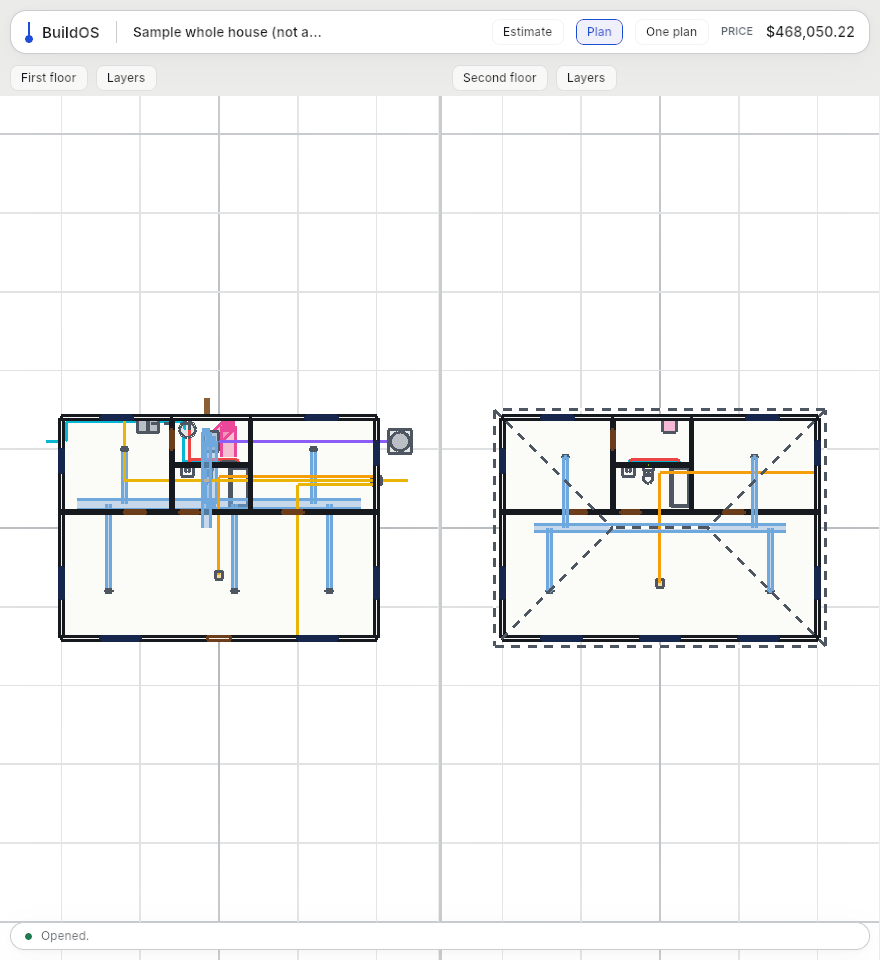 BuildOS
Sample whole house (not a...
Estimate
Plan
One plan
PRICE
$468,050.22
First floor
Layers
Second floor
Layers
Opened.